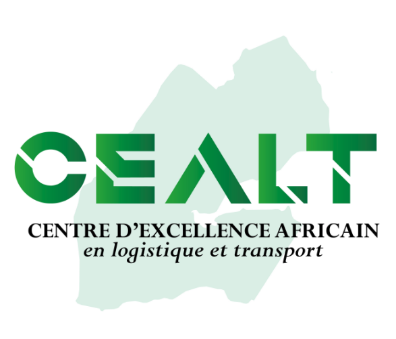 CEALT
CENTRE D'EXCELLENCE AFRICAIN
en logistique et transport